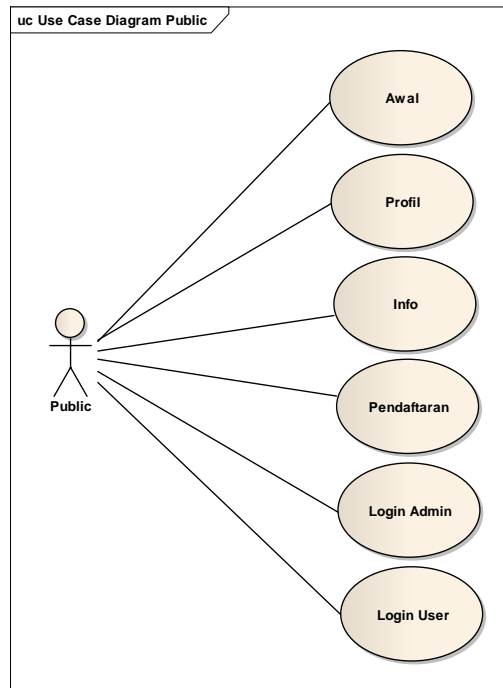 uc Use Case Diagram Public
Awal
Profil
Info
Public
Pendaftaran
Login Admin
Login User